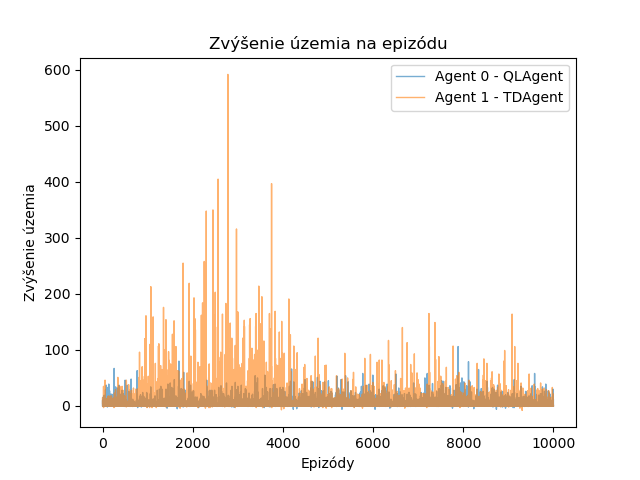 Zvýšenie územia na epizódu
Agent 0 - QLAgent
Agent 1 - TDAgent
Zvýšenie územia
600
500
400
300
200
100
0
0
2000
4000
6000
8000
10000
Epizódy